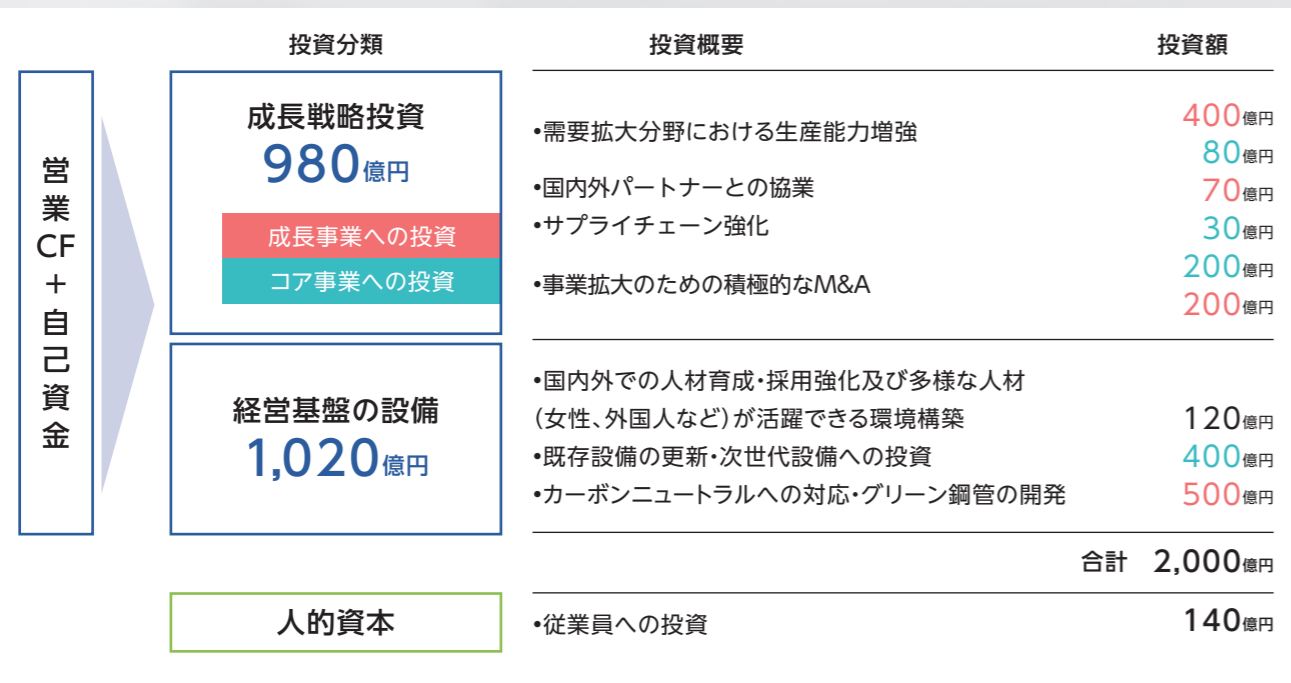 投資分類 投資概要 投資額
営業CF＋自己資金
成長戦略投資
980億円
成長事業への投資
コア事業への投資
•需要拡大分野における生産能力増強
400億円
80億円
•国内外パートナーとの協業
70億円
•サプライチェーン強化
30億円
•事業拡大のための積極的なM&A
200億円
200億円
経営基盤の設備
1,020億円
•国内外での人材育成・採用強化及び多様な人材
(女性、外国人など)が活躍できる環境構築 120億円
•既存設備の更新・次世代設備への投資 400億円
•カーボンニュートラルへの対応・グリーン鋼管の開発 500億円
合計 2,000億円
人的資本
•従業員への投資 140億円